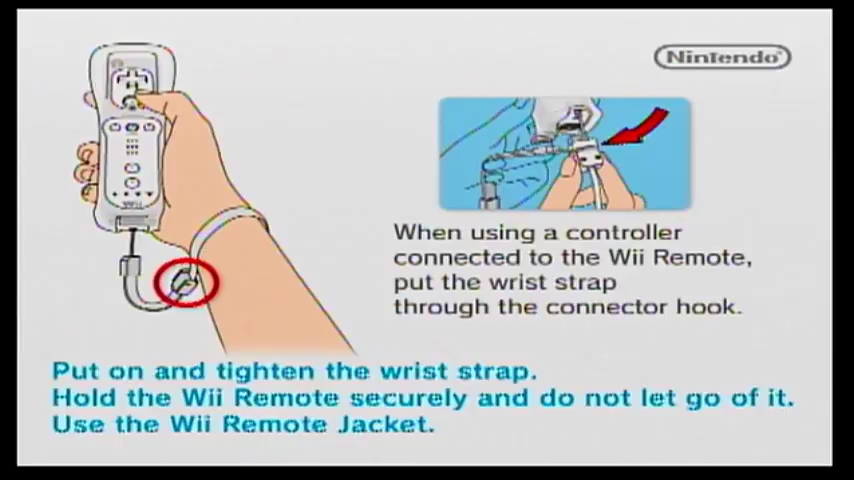 Nintendo
When using a controller
connected to the Wii Remote,
put the wrist strap
through the connector hook.
Put on and tighten the wrist strap.
Hold the Wii Remote securely and do not let go of it.
Use the Wii Remote Jacket.